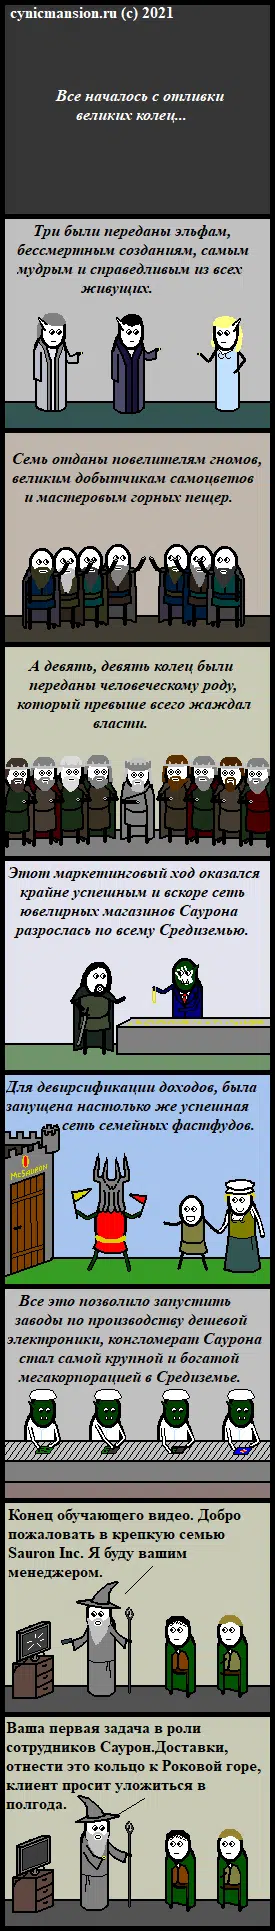 cynicmansion.ru (c) 2021
Все началось с отливки
великих колец...
Три были переданы эльфам,
бессмертным созданиям, самым
мудрым и справедливым из всех
живущих.
Семь отданы повелителям гномов,
великим добытчикам самоцветов
и мастеровым горных пещер.
А девять, девять колец были
переданы человеческому роду,
который превыше всего жаждал
власти.
Этот маркетинговый ход оказался
крайне успешным и вскоре сеть
ювелирных магазинов Саурона
разрослась по всему Средиземью.
Для девирсификации доходов, была
запущена настолько же успешная
сеть семейных фастфудов.
McSauron
Все это позволило запустить
заводы по производству дешевой
электроники, конгломерат Саурона
стал самой крупной и богатой
мегакорпорацией в Средиземье.
Конец обучающего видео. Добро
пожаловать в крепкую семью
Sauron Inc. Я буду вашим
менеджером.
Ваша первая задача в роли
сотрудников Саурон.Доставки,
отнести это кольцо к Роковой горе,
клиент просит уложиться в
полгода.